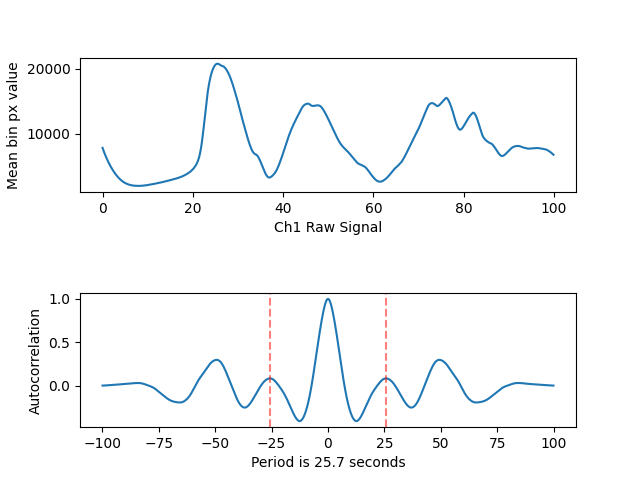 20000
10000
Mean bin px value
0 20 40 60 80 100
Ch1 Raw Signal
1.0
0.5
0.0
Autocorrelation
−100 −75 −50 −25 0 25 50 75 100
Period is 25.7 seconds